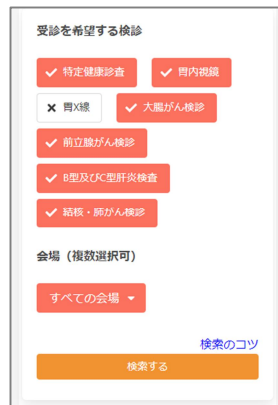 受診を希望する検診
特定健康診査 胃内視鏡
胃X線 大腸がん検診
前立腺がん検診
B型及びC型肝炎検査
結核・肺がん検診
会場（複数選択可）
すべての会場
検索のコツ
検索する